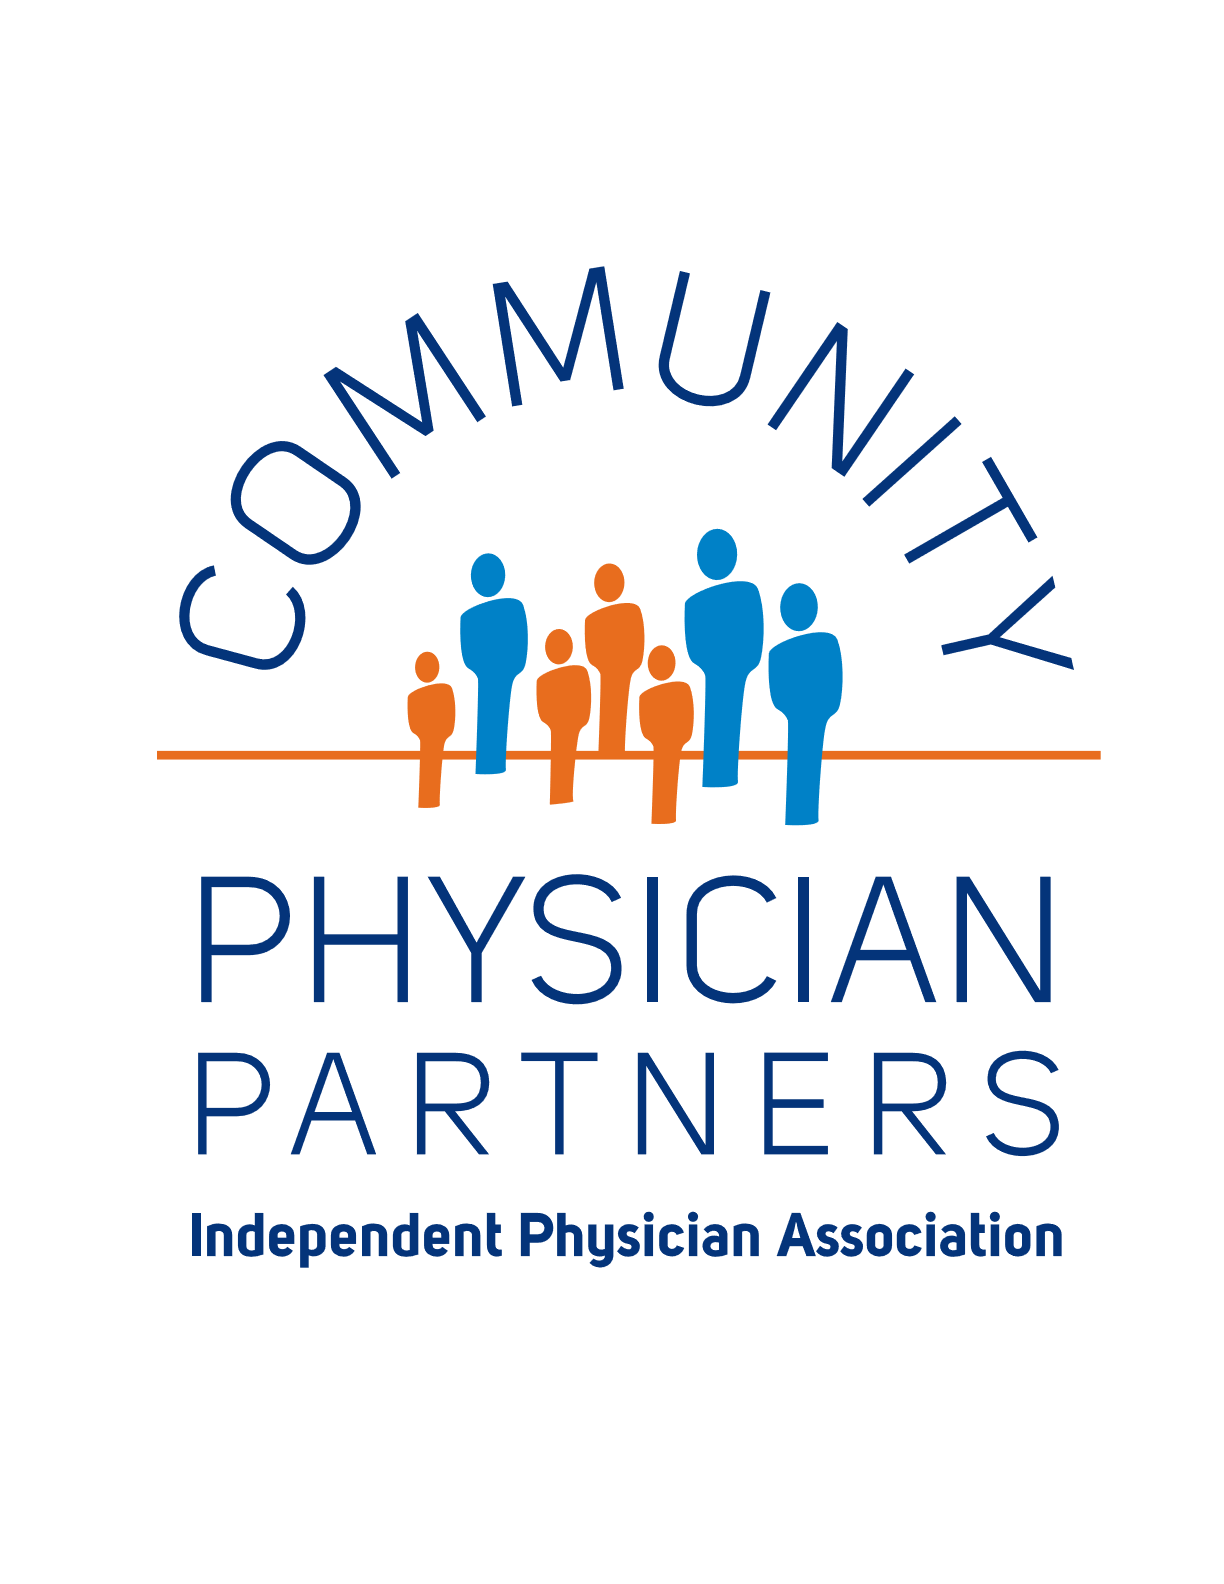 COMMUNITY
PHYSICIAN
PARTNERS
Independent Physician Association